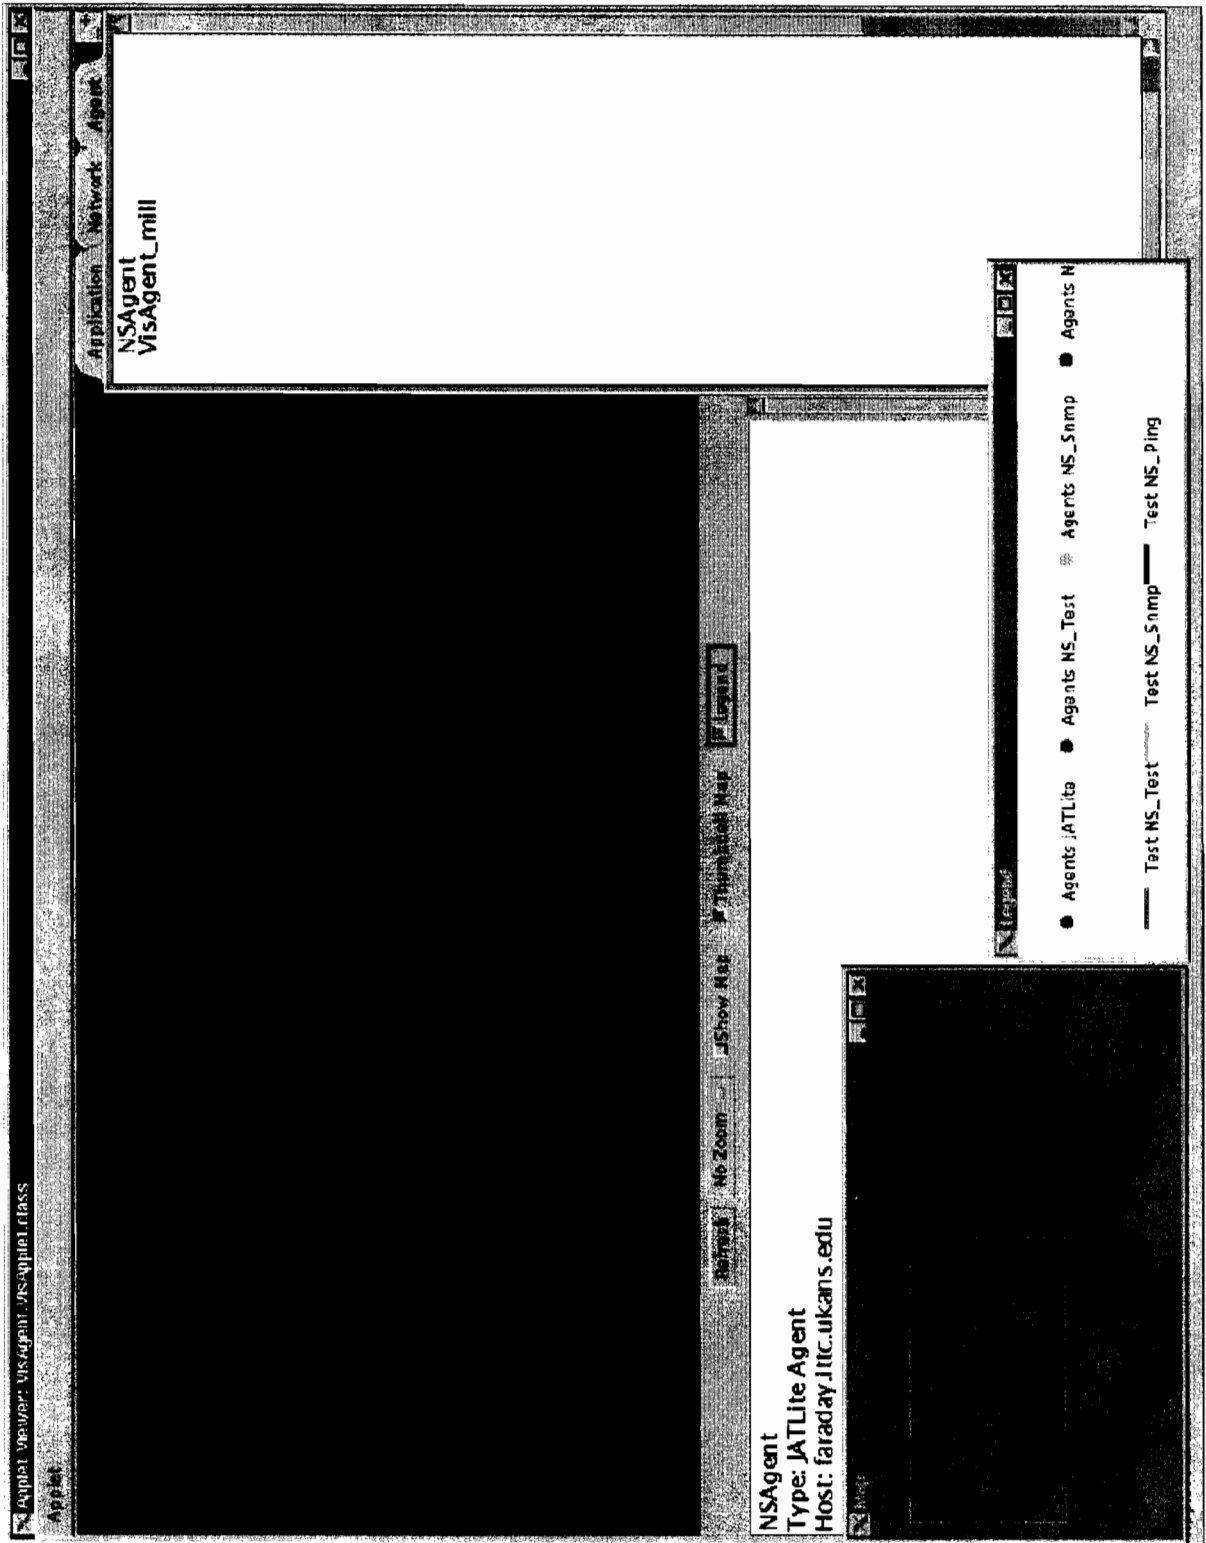 Applet Viewer: VisAgent.VisApplet.class
Applet
Application
Network
Agent
NSAgent
VisAgent_mill
Refresh
No Zoom
Show Map
Thumbnail Map
Legend
NSAgent
Type: JATLite Agent
Host: faraday.ittc.ukans.edu
Map
Legend
Agents JATLite
Agents NS_Test
Agents NS_Snmp
Agents N
Test NS_Test
Test NS_Snmp
Test NS_Ping